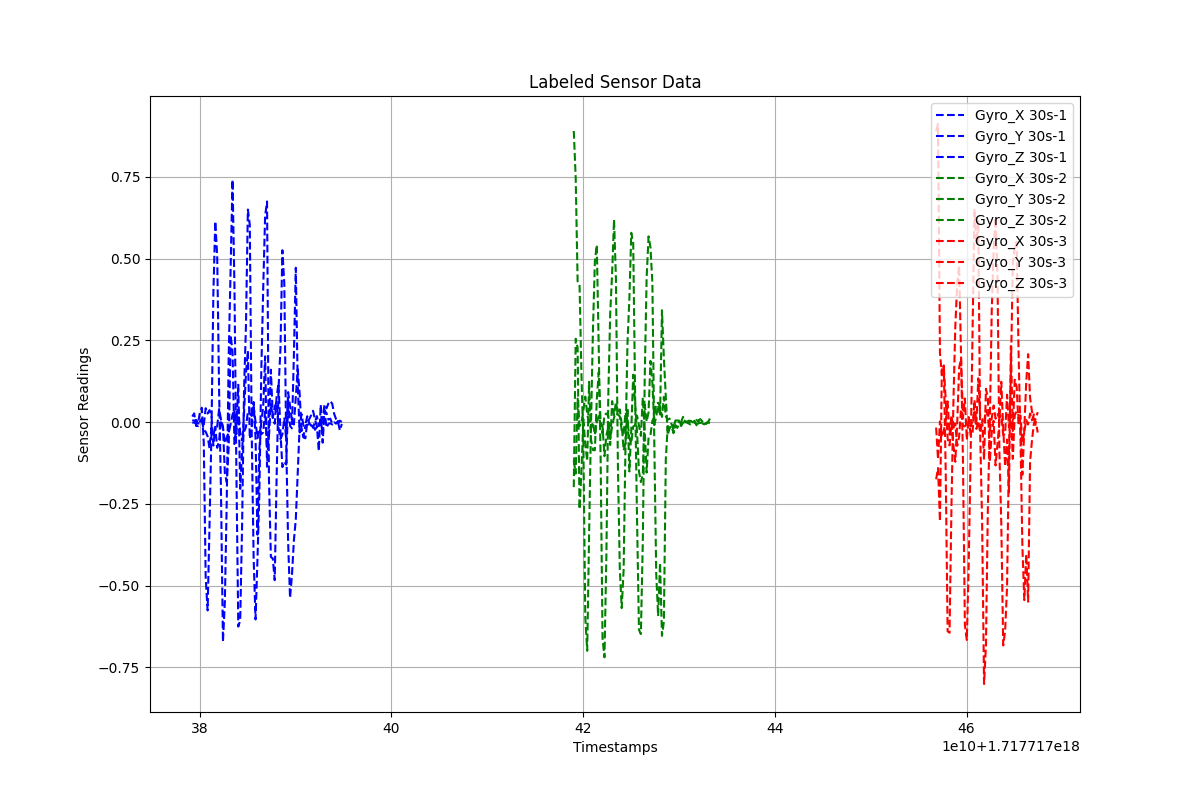 Labeled Sensor Data
Sensor Readings
0.75
0.50
0.25
0.00
−0.25
−0.50
−0.75
Gyro_X 30s-1
Gyro_Y 30s-1
Gyro_Z 30s-1
Gyro_X 30s-2
Gyro_Y 30s-2
Gyro_Z 30s-2
Gyro_X 30s-3
Gyro_Y 30s-3
Gyro_Z 30s-3
38 40 42 44 46
Timestamps
1e10+1.717717e18